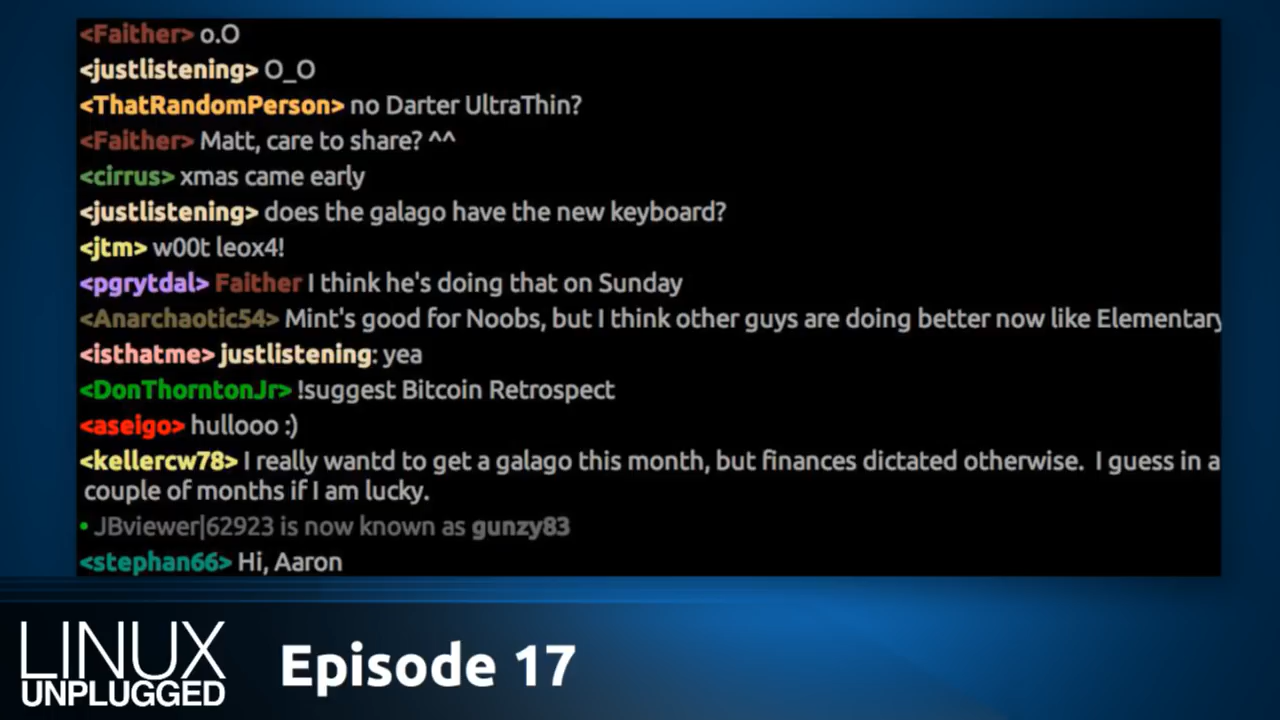 <Faither> o.O
<justlistening> O_O
<ThatRandomPerson> no Darter UltraThin?
<Faither> Matt, care to share? ^^
<cirrus> xmas came early
<justlistening> does the galago have the new keyboard?
<jtm> w00t leox4!
<pgrytdal> Faither I think he's doing that on Sunday
<Anarchaotic54> Mint's good for Noobs, but I think other guys are doing better now like Elementary
<isthatme> justlistening: yea
<DonThorntonJr> !suggest Bitcoin Retrospect
<aseigo> hullooo :)
<kellercw78> I really wantd to get a galago this month, but finances dictated otherwise.  I guess in a
couple of months if I am lucky.
• JBviewer|62923 is now known as gunzy83
<stephan66> Hi, Aaron
LINUX
UNPLUGGED
Episode 17